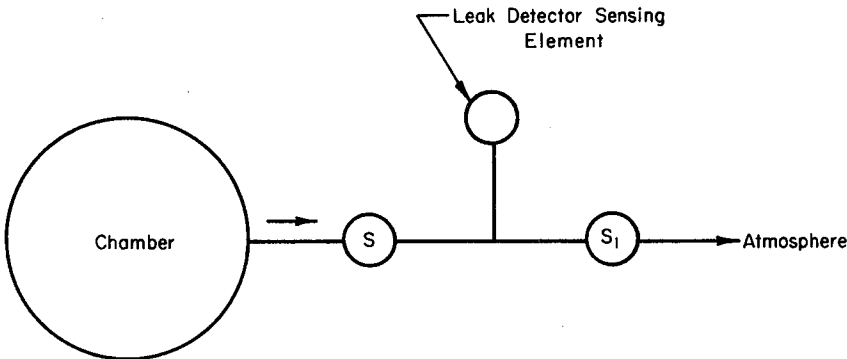 Leak Detector Sensing
Element
Chamber
S
S₁
Atmosphere